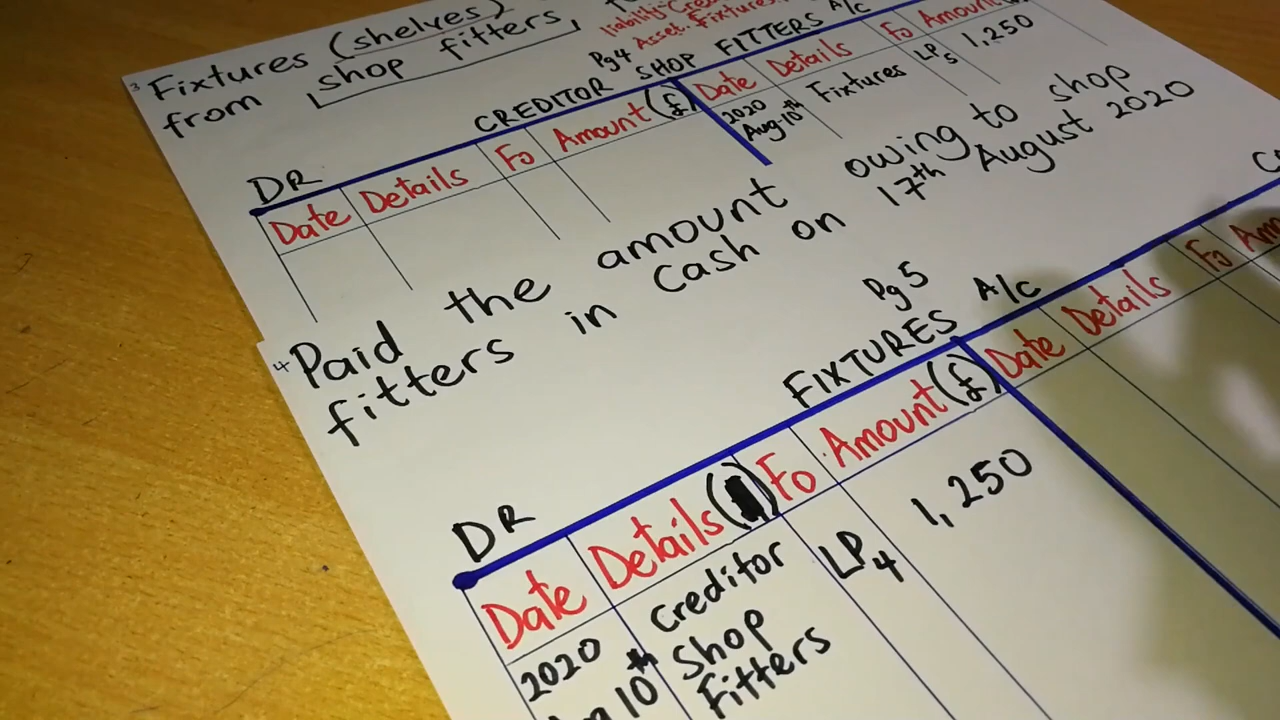 3 Fixtures (shelves)
from shop fitters,
Liability-
Asset-Fixtures
Pg4
CREDITOR SHOP FITTERS A/C
DR
Date Details Fo Amount (£) Date Details Fo Amount
2020 Aug-10th Fixtures LP5 1,250
4 Paid the amount owing to shop
fitters in cash on 17th August 2020
Pg5
FIXTURES A/C
DR
Date Details Fo Amount (£) Date Details Fo
2020 Creditor LP4 1,250
10th Shop
Fitters